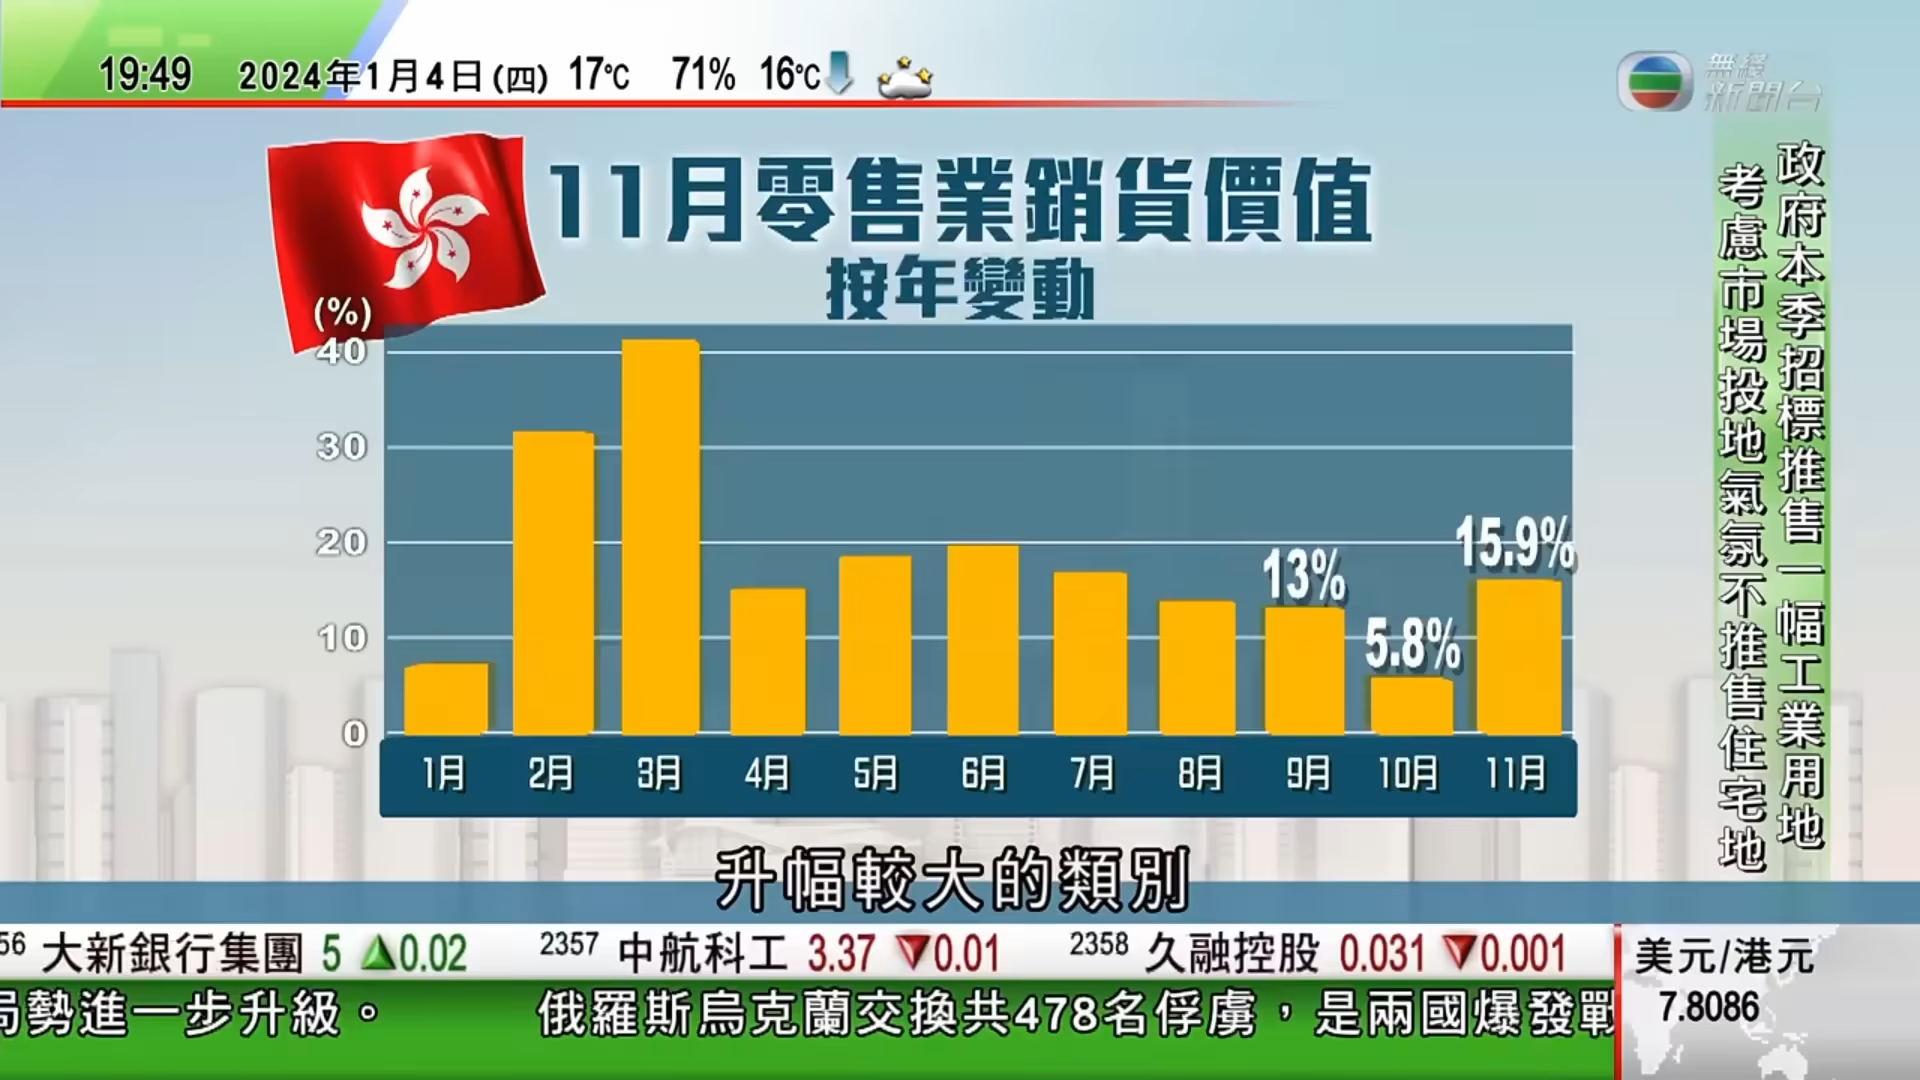 19:49 2024年1月4日(四) 17℃ 71% 16℃
無綫
新聞台
11月零售業銷貨價值
按年變動
(%)
40
30
20
10
0
13%
5.8%
15.9%
1月 2月 3月 4月 5月 6月 7月 8月 9月 10月 11月
政府本季招標推售一幅工業用地
考慮市場投地氣氛不推售住宅地
升幅較大的類別
56 大新銀行集團 5 ▲0.02 2357 中航科工 3.37 ▼0.01 2358 久融控股 0.031 ▼0.001
局勢進一步升級。 俄羅斯烏克蘭交換共478名俘虜，是兩國爆發戰
美元/港元
7.8086